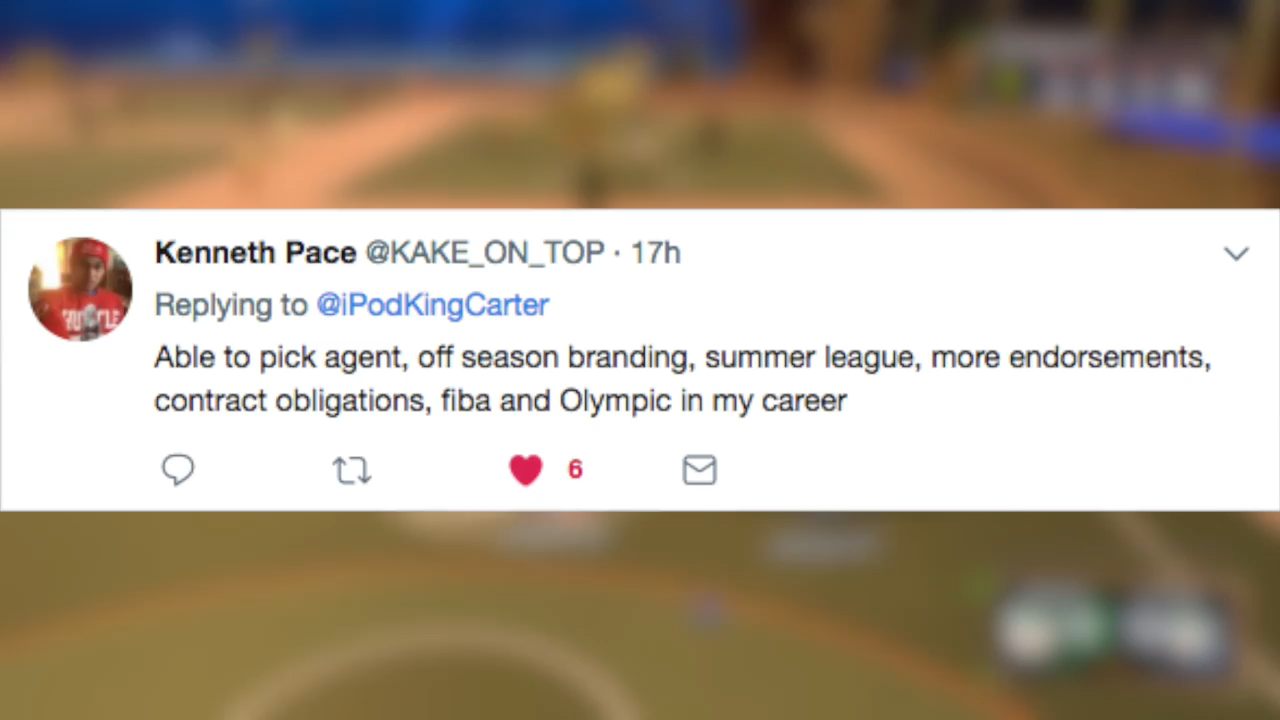 Kenneth Pace @KAKE_ON_TOP · 17h
Replying to @iPodKingCarter
Able to pick agent, off season branding, summer league, more endorsements,
contract obligations, fiba and Olympic in my career
6